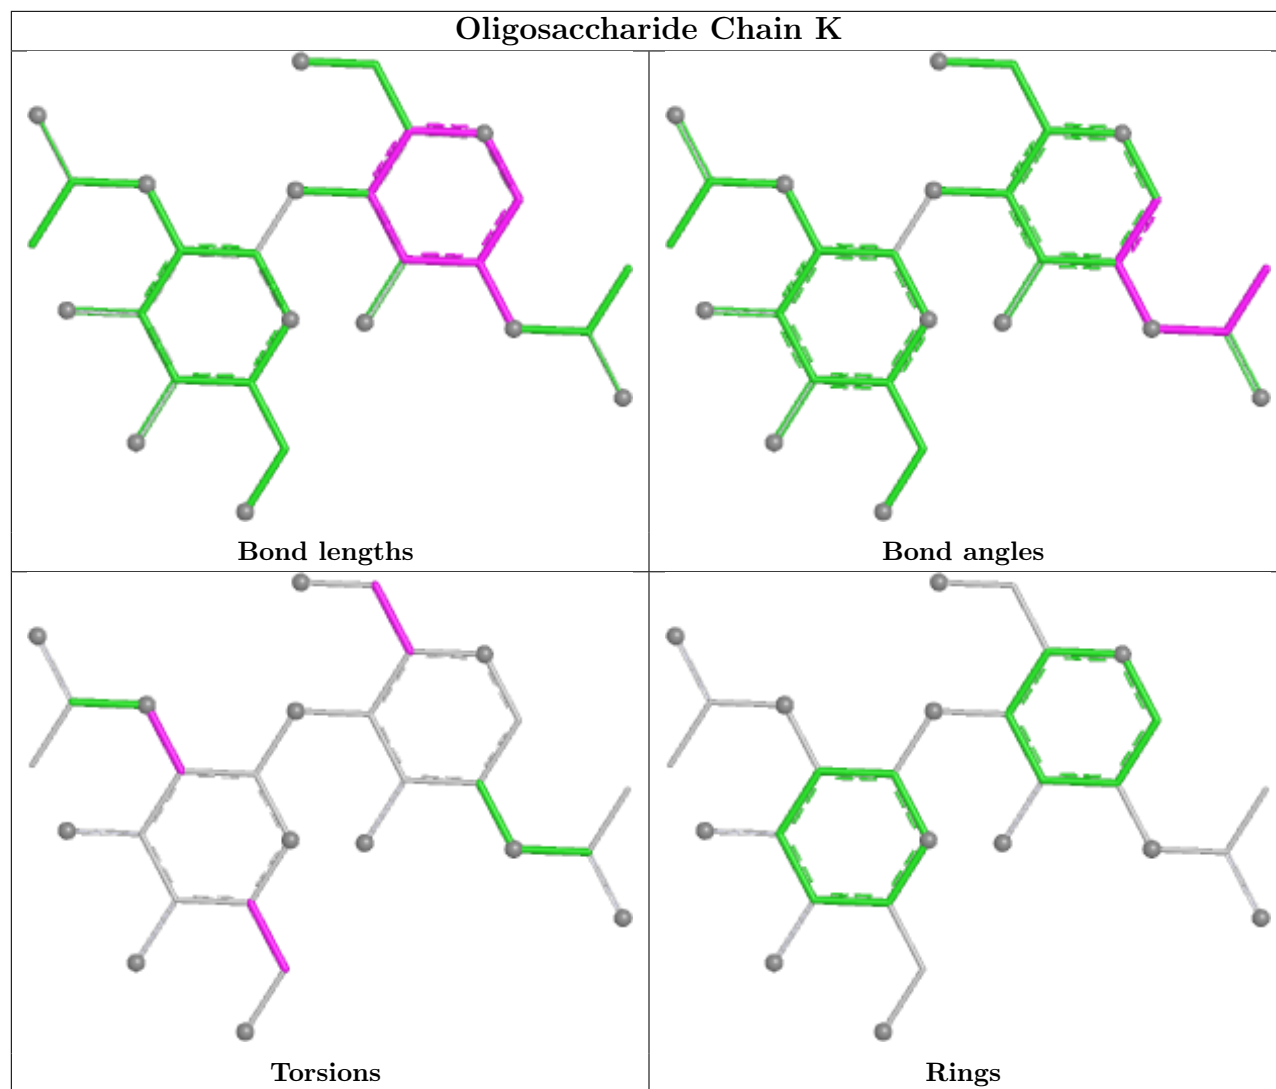 Oligosaccharide Chain K
Bond lengths
Bond angles
Torsions
Rings